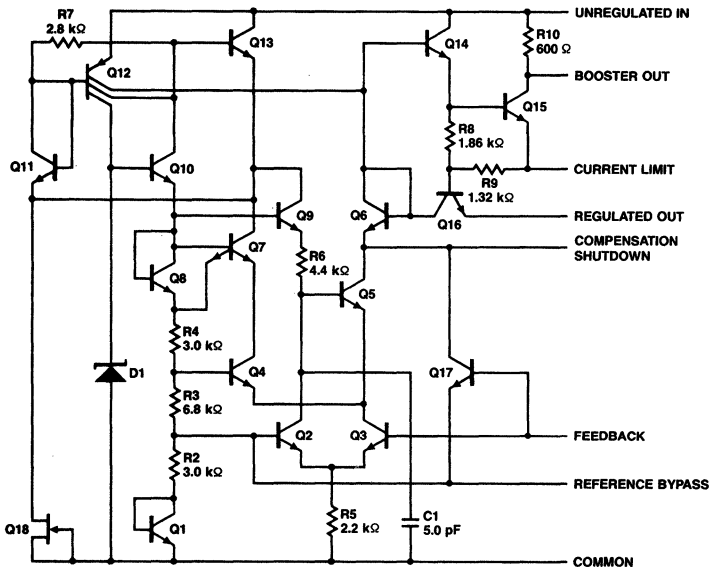 R7
2.8 kΩ
Q12
Q13
Q14
R10
600 Ω
UNREGULATED IN
BOOSTER OUT
Q15
R8
1.86 kΩ
Q11
Q10
CURRENT LIMIT
R9
1.32 kΩ
Q9
Q6
Q16
REGULATED OUT
Q7
R6
4.4 kΩ
COMPENSATION
SHUTDOWN
Q8
Q5
R4
3.0 kΩ
D1
Q4
Q17
R3
6.8 kΩ
Q2
Q3
FEEDBACK
R2
3.0 kΩ
REFERENCE BYPASS
Q18
Q1
R5
2.2 kΩ
C1
5.0 pF
COMMON